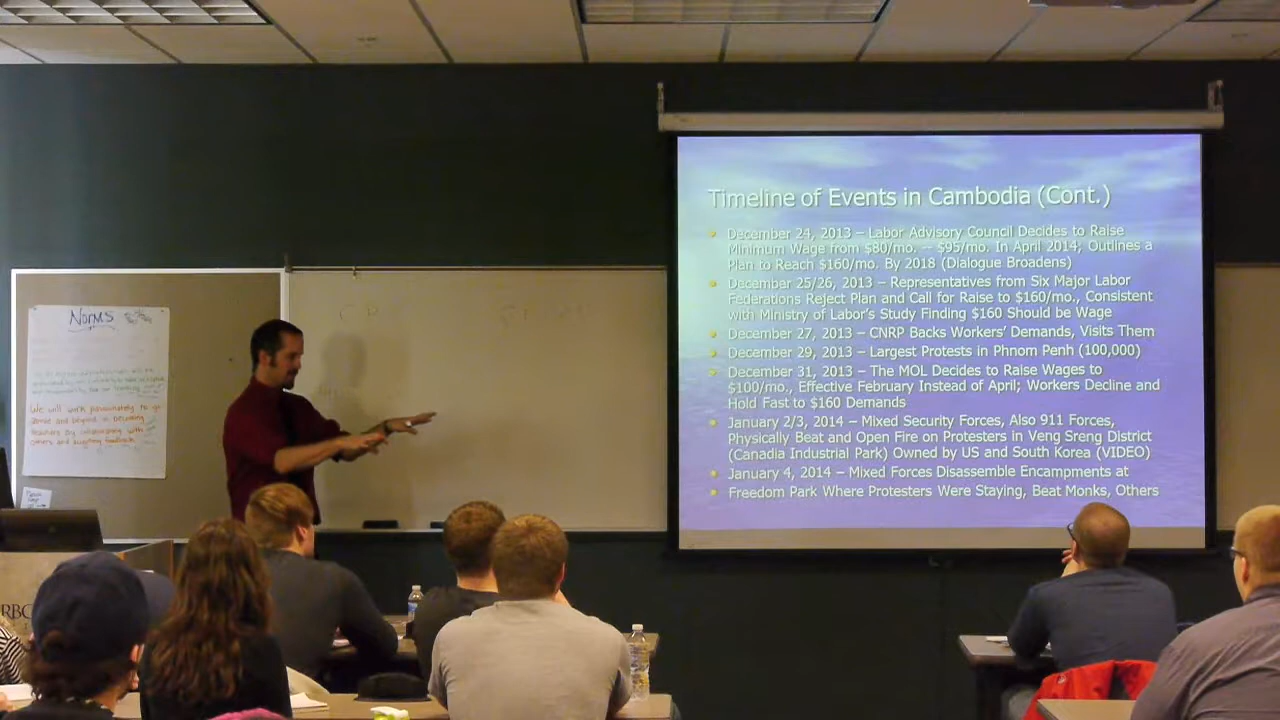 Norms
We will work passionately to go
above and beyond in becoming
teachers by collaborating with
others and accepting feedback.
RBC
Timeline of Events in Cambodia (Cont.)
December 24, 2013 – Labor Advisory Council Decides to Raise
Minimum Wage from $80/mo. -- $95/mo. In April 2014; Outlines a
Plan to Reach $160/mo. By 2018 (Dialogue Broadens)
December 25/26, 2013 – Representatives from Six Major Labor
Federations Reject Plan and Call for Raise to $160/mo., Consistent
with Ministry of Labor's Study Finding $160 Should be Wage
December 27, 2013 – CNRP Backs Workers' Demands, Visits Them
December 29, 2013 – Largest Protests in Phnom Penh (100,000)
December 31, 2013 – The MOL Decides to Raise Wages to
$100/mo., Effective February Instead of April; Workers Decline and
Hold Fast to $160 Demands
January 2/3, 2014 – Mixed Security Forces, Also 911 Forces,
Physically Beat and Open Fire on Protesters in Veng Sreng District
(Canadia Industrial Park) Owned by US and South Korea (VIDEO)
January 4, 2014 – Mixed Forces Disassemble Encampments at
Freedom Park Where Protesters Were Staying, Beat Monks, Others